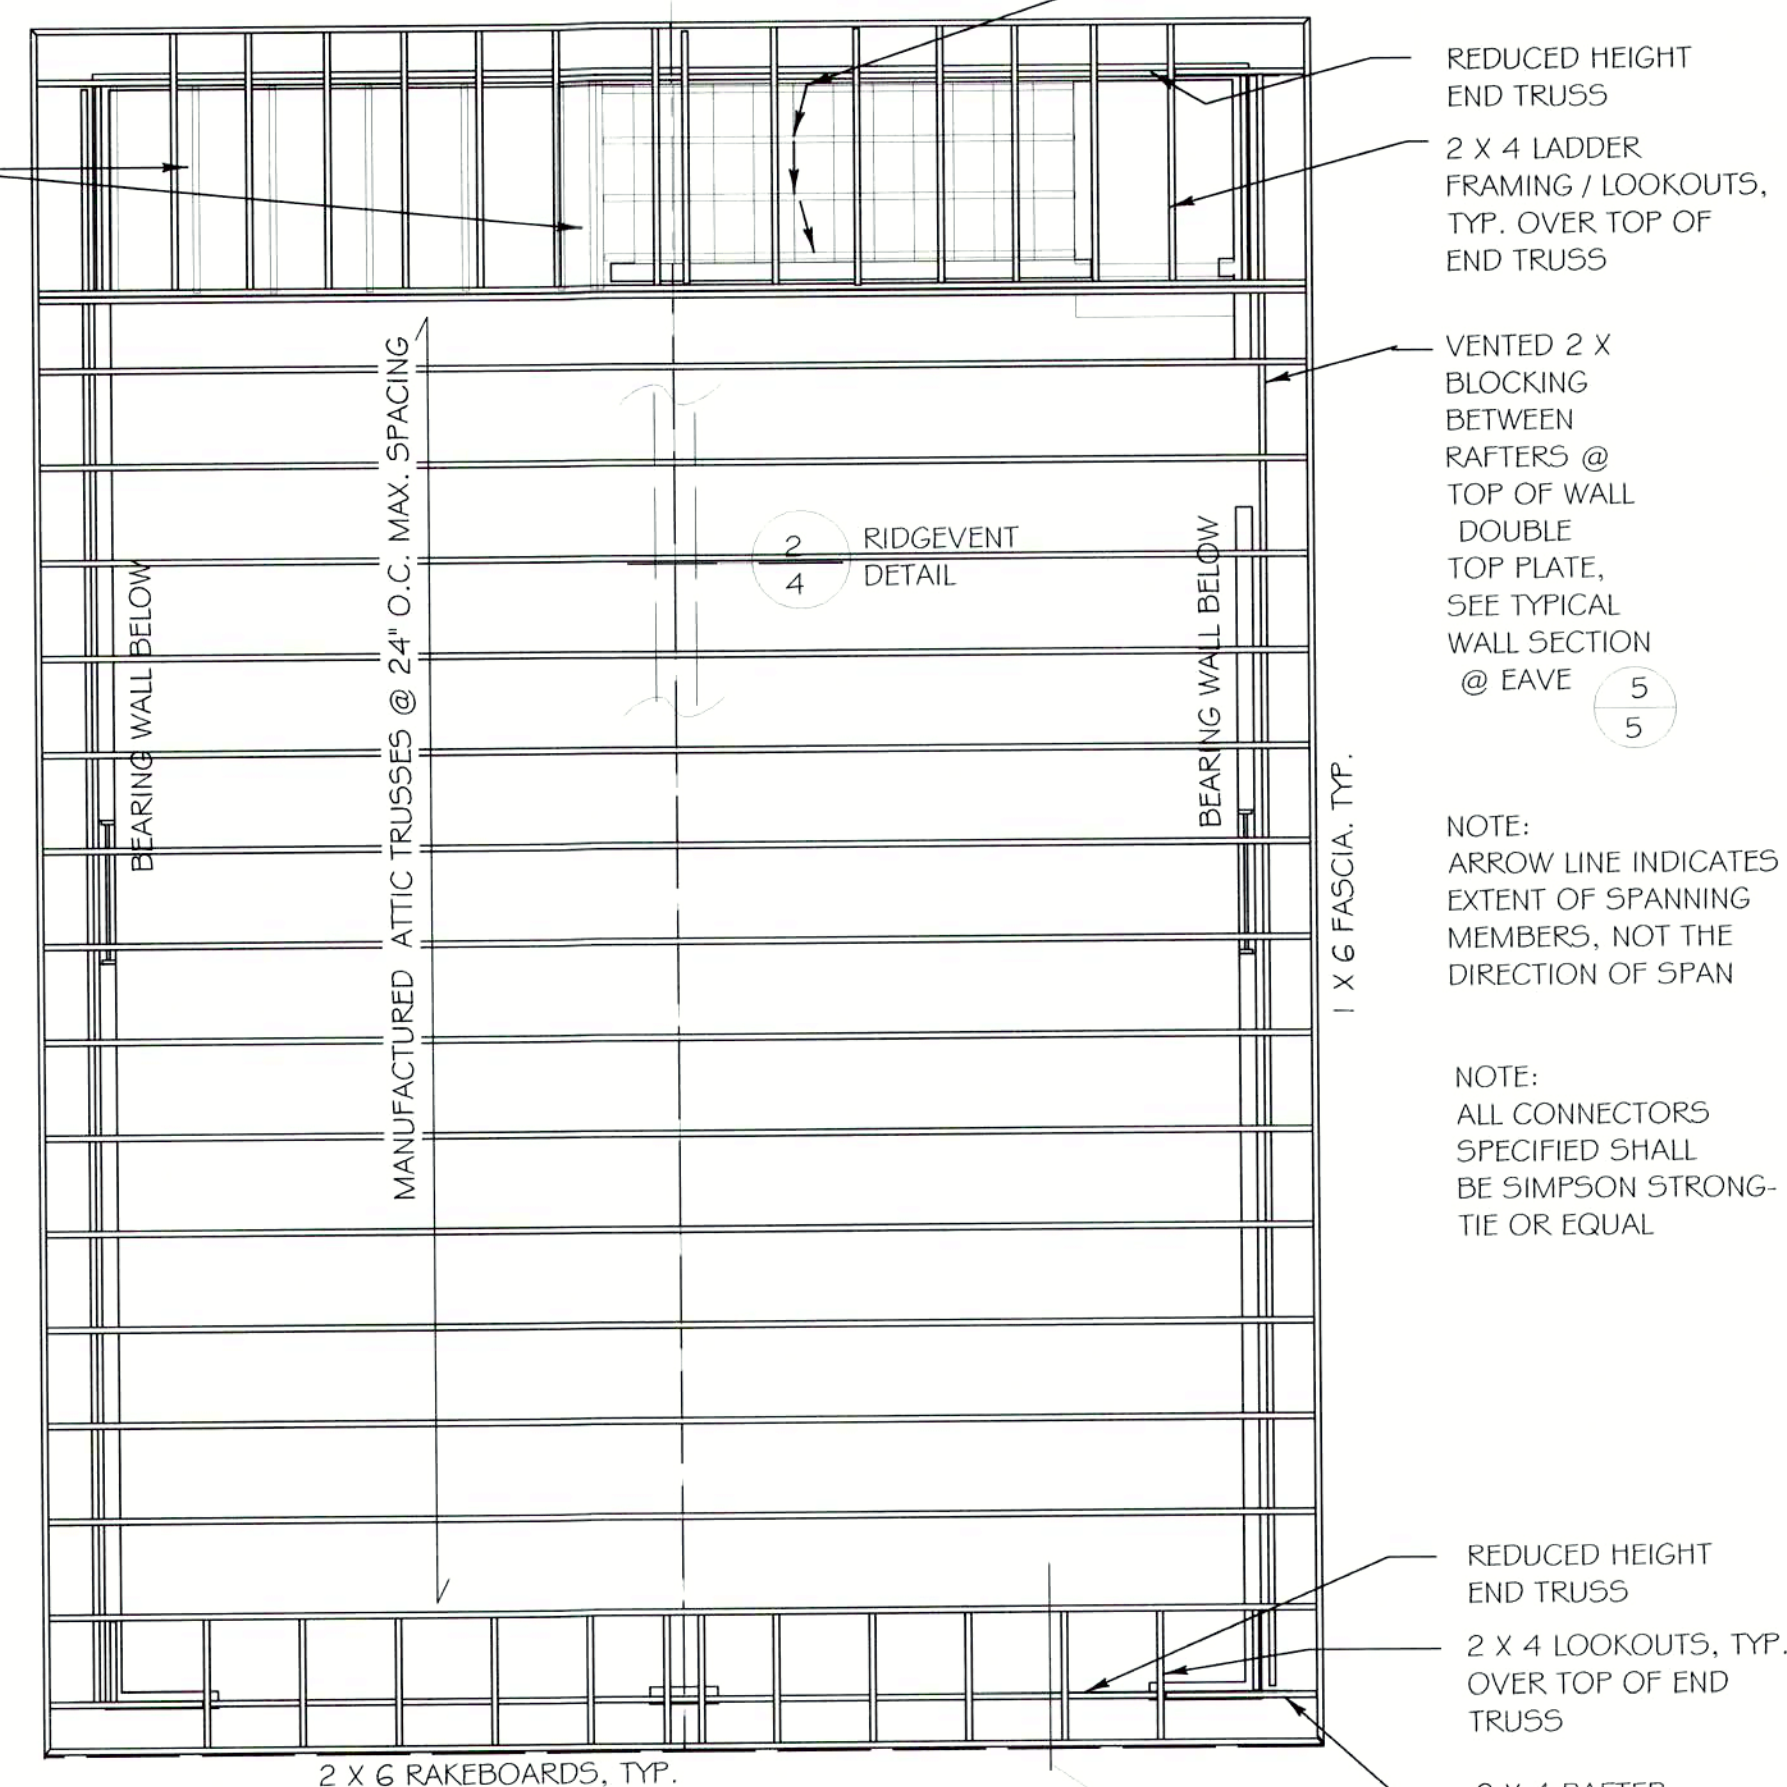 REDUCED HEIGHT
END TRUSS
2 X 4 LADDER
FRAMING / LOOKOUTS,
TYP. OVER TOP OF
END TRUSS
VENTED 2 X
BLOCKING
BETWEEN
RAFTERS @
TOP OF WALL
DOUBLE
TOP PLATE,
SEE TYPICAL
WALL SECTION
@ EAVE
5
5
MANUFACTURED ATTIC TRUSSES @ 24" O.C. MAX. SPACING
BEARING WALL BELOW
2
4
RIDGEVENT
DETAIL
BEARING WALL BELOW
1 X 6 FASCIA. TYP.
NOTE:
ARROW LINE INDICATES
EXTENT OF SPANNING
MEMBERS, NOT THE
DIRECTION OF SPAN
NOTE:
ALL CONNECTORS
SPECIFIED SHALL
BE SIMPSON STRONG-
TIE OR EQUAL
REDUCED HEIGHT
END TRUSS
2 X 4 LOOKOUTS, TYP.
OVER TOP OF END
TRUSS
2 X 6 RAKEBOARDS, TYP.